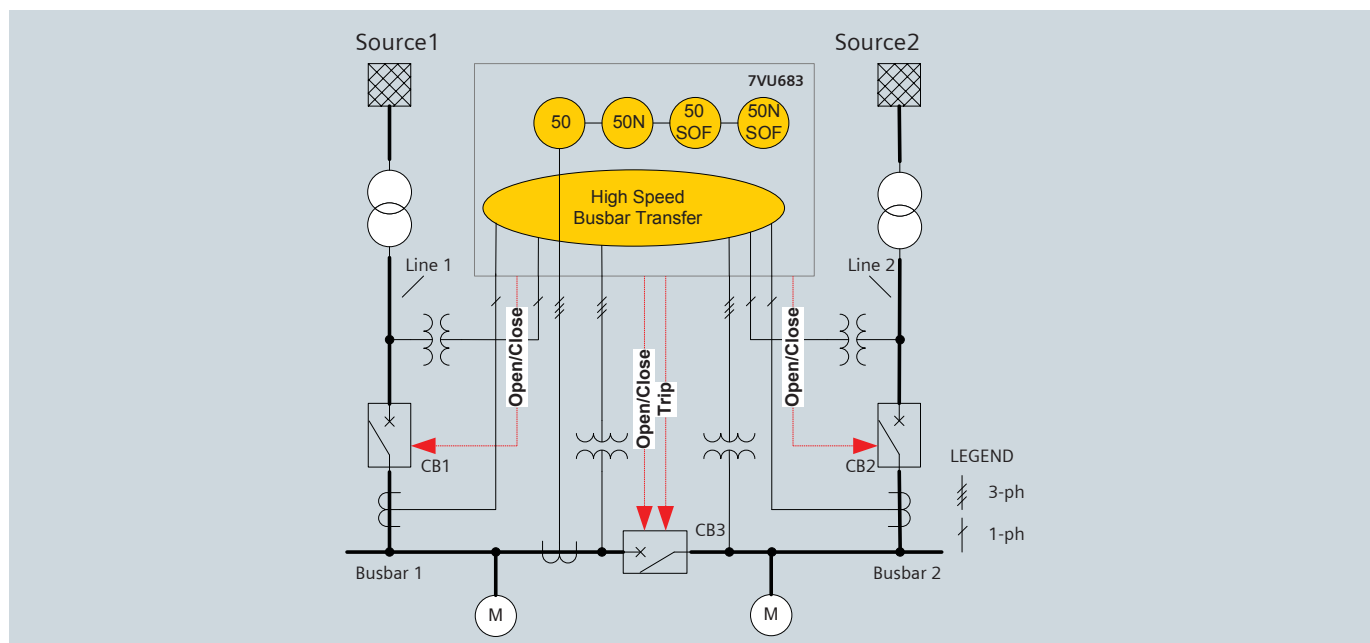 Source1
Source2
7VU683
50
50N
50
SOF
50N
SOF
High Speed
Busbar Transfer
Line 1
Line 2
Open/Close
Open/Close
Trip
Open/Close
CB1
CB2
LEGEND
3-ph
CB3
1-ph
Busbar 1
Busbar 2
M
M